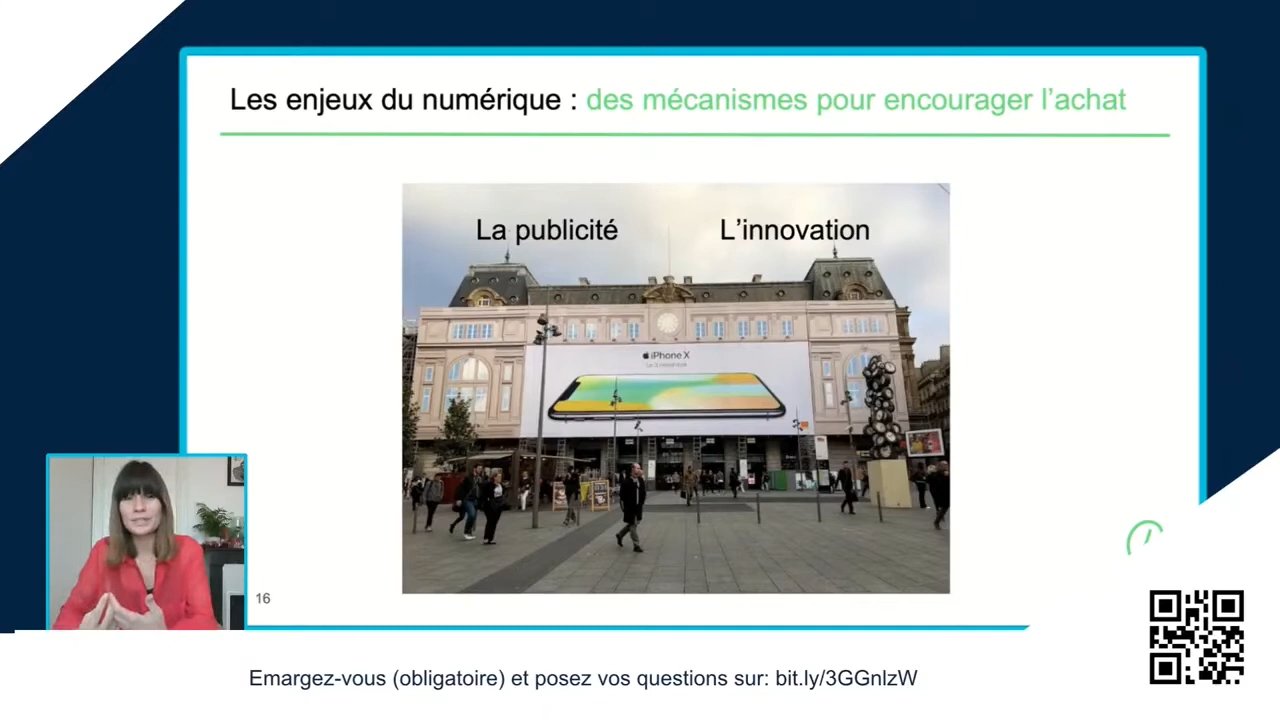 Les enjeux du numérique : des mécanismes pour encourager l'achat
La publicité
L'innovation
iPhone X
16
Emargez-vous (obligatoire) et posez vos questions sur: bit.ly/3GGnlzW